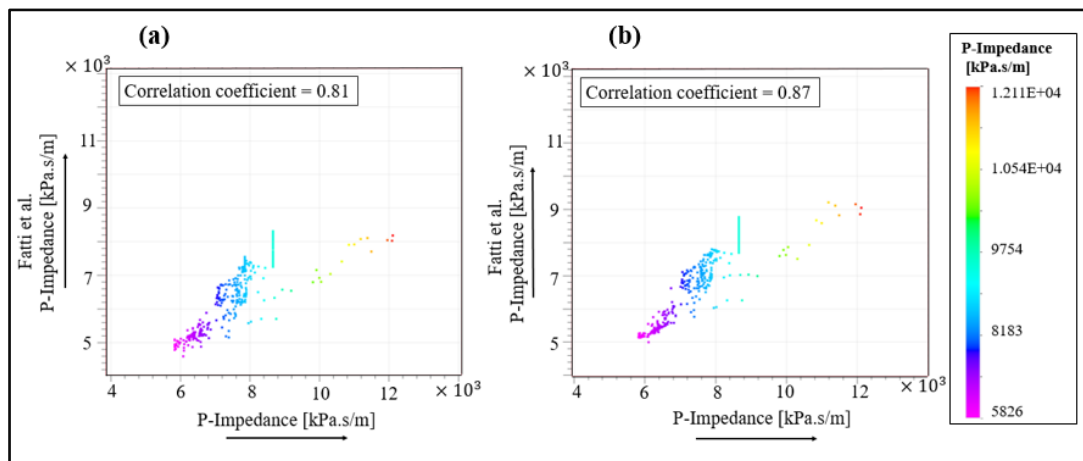 (a)
× 10³
Correlation coefficient = 0.81
11
9
7
5
Fatti et al.
P-Impedance [kPa.s/m]
4 6 8 10 12 × 10³
P-Impedance [kPa.s/m]
(b)
× 10³
Correlation coefficient = 0.87
11
9
7
5
Fatti et al.
P-Impedance [kPa.s/m]
4 6 8 10 12 × 10³
P-Impedance [kPa.s/m]
P-Impedance
[kPa.s/m]
1.211E+04
1.054E+04
9754
8183
5826